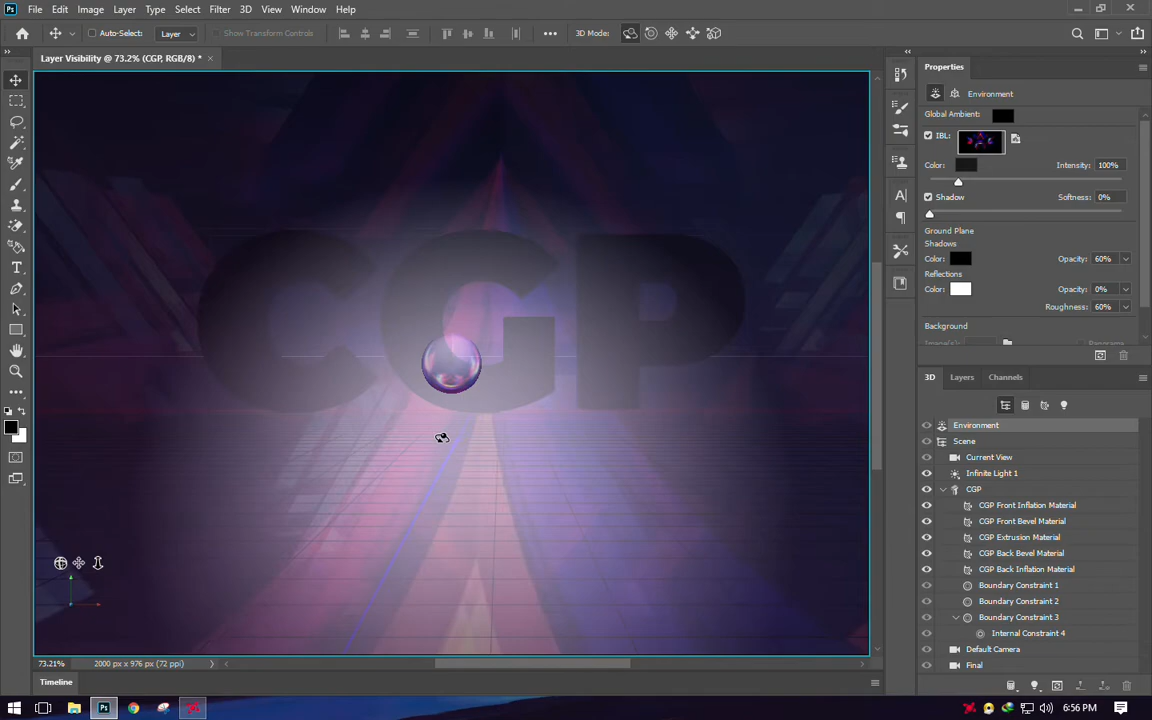 Ps File Edit Image Layer Type Select Filter 3D View Window Help
Auto-Select: Layer Show Transform Controls 3D Mode:
Layer Visibility @ 73.2% (CGP, RGB/8) *
Properties
Environment
Global Ambient:
IBL:
Color: Intensity: 100%
Shadow Softness: 0%
Ground Plane
Shadows
Color: Opacity: 60%
Reflections
Color: Opacity: 0%
Roughness: 60%
Background
CGP
3D Layers Channels
Environment
Scene
Current View
Infinite Light 1
CGP
CGP Front Inflation Material
CGP Front Bevel Material
CGP Extrusion Material
CGP Back Bevel Material
CGP Back Inflation Material
Boundary Constraint 1
Boundary Constraint 2
Boundary Constraint 3
Internal Constraint 4
Default Camera
Final
73.21% 2000 px x 976 px (72 ppi)
Timeline
Ps 6:56 PM